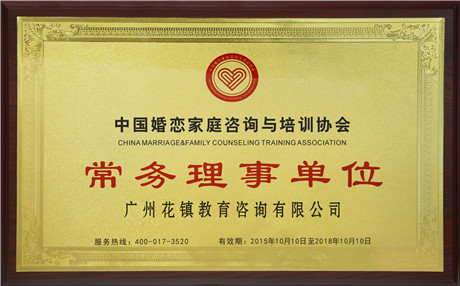 中国婚恋家庭咨询与培训协会
CHINA MARRIAGE&FAMILY COUNSELING TRAINING ASSOCIATION
常务理事单位
广州花镇教育咨询有限公司
服务热线：400-017-3520 有效期：2015年10月10日至2018年10月10日